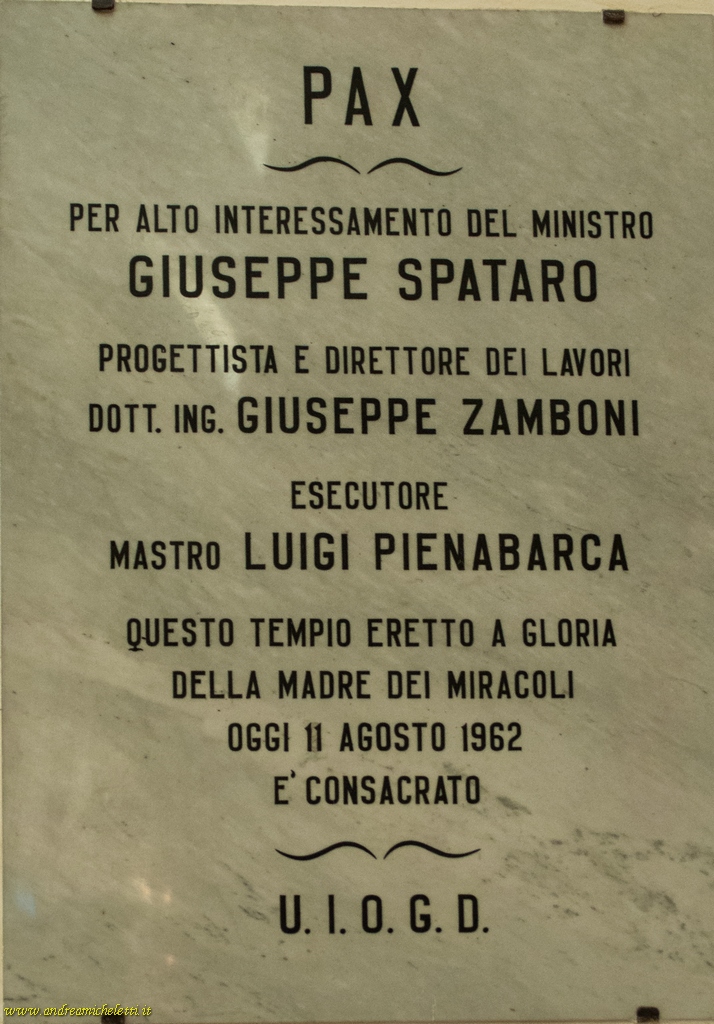 PAX
PER ALTO INTERESSAMENTO DEL MINISTRO
GIUSEPPE SPATARO
PROGETTISTA E DIRETTORE DEI LAVORI
DOTT. ING. GIUSEPPE ZAMBONI
ESECUTORE
MASTRO LUIGI PIENABARCA
QUESTO TEMPIO ERETTO A GLORIA
DELLA MADRE DEI MIRACOLI
OGGI 11 AGOSTO 1962
E' CONSACRATO
U. I. O. G. D.
www.andreamicheletti.it